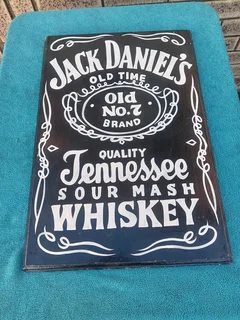 JACK DANIEL'S
OLD TIME
Old
No.7
BRAND
QUALITY
Tennessee
SOUR MASH
WHISKEY